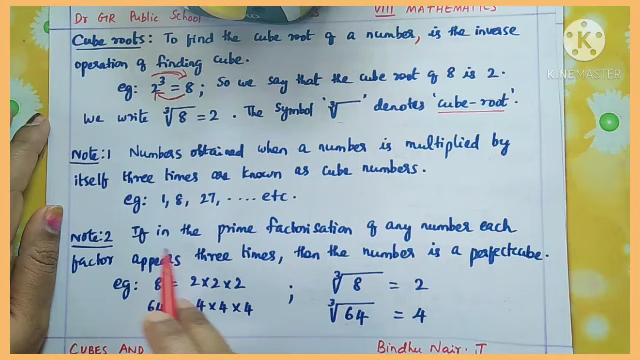 Dr GR Public School VIII MATHEMATICS
Cube roots: To find the cube root of a number, is the inverse
operation of finding cube.
eg: 2³ = 8; So we say that the cube root of 8 is 2.
We write ∛8 = 2. The Symbol '∛' denotes 'cube-root'.
Note:1 Numbers obtained when a number is multiplied by
itself three times are known as cube numbers.
eg: 1, 8, 27, ..... etc.
Note:2 If in the prime factorisation of any number each
factor appears three times, then the number is a perfect cube.
eg: 8 = 2×2×2 ; ∛8 = 2
64 4×4×4 ∛64 = 4
CUBES AND Bindhu Nair. T
KINEMASTER